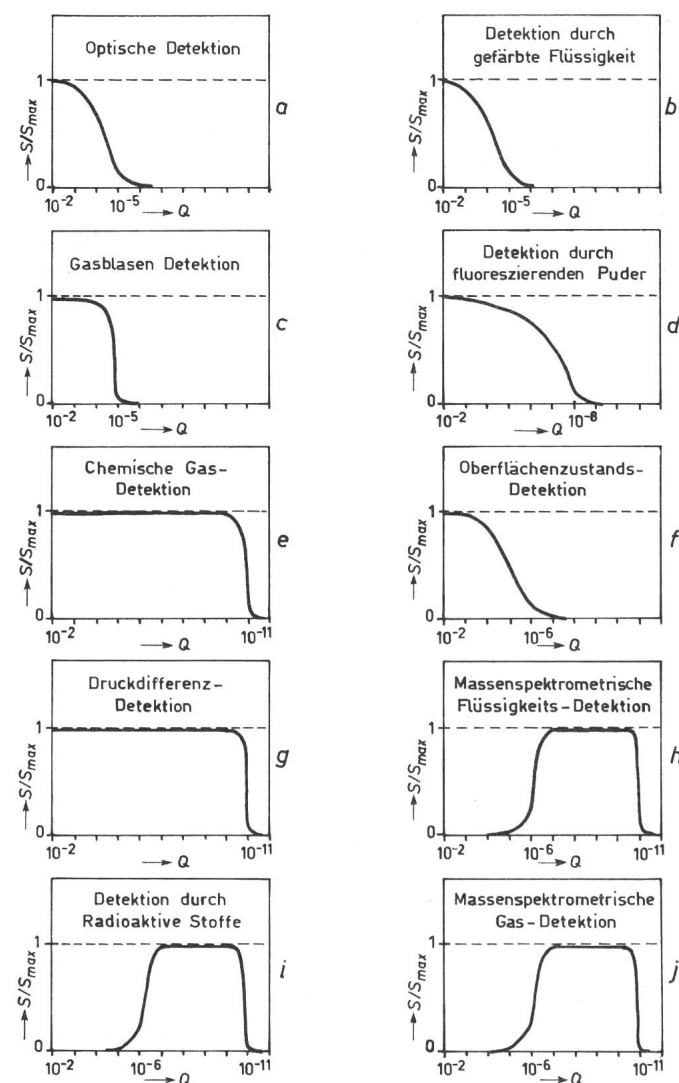 Optische Detektion
1
S/Smax
a
0
10⁻² 10⁻⁵
Q
Detektion durch
gefärbte Flüssigkeit
1
S/Smax
b
0
10⁻² 10⁻⁵
Q
Gasblasen Detektion
1
S/Smax
c
0
10⁻² 10⁻⁵
Q
Detektion durch
fluoreszierenden Puder
1
S/Smax
d
0
10⁻² 10⁻⁸
Q
Chemische Gas-
Detektion
1
S/Smax
e
0
10⁻² 10⁻¹¹
Q
Oberflächenzustands-
Detektion
1
S/Smax
f
0
10⁻² 10⁻⁶
Q
Druckdifferenz-
Detektion
1
S/Smax
g
0
10⁻² 10⁻¹¹
Q
Massenspektrometrische
Flüssigkeits-Detektion
1
S/Smax
h
0
10⁻² 10⁻⁶ 10⁻¹¹
Q
Detektion durch
Radioaktive Stoffe
1
S/Smax
i
0
10⁻² 10⁻⁶ 10⁻¹¹
Q
Massenspektrometrische
Gas-Detektion
1
S/Smax
j
0
10⁻² 10⁻⁶ 10⁻¹¹
Q